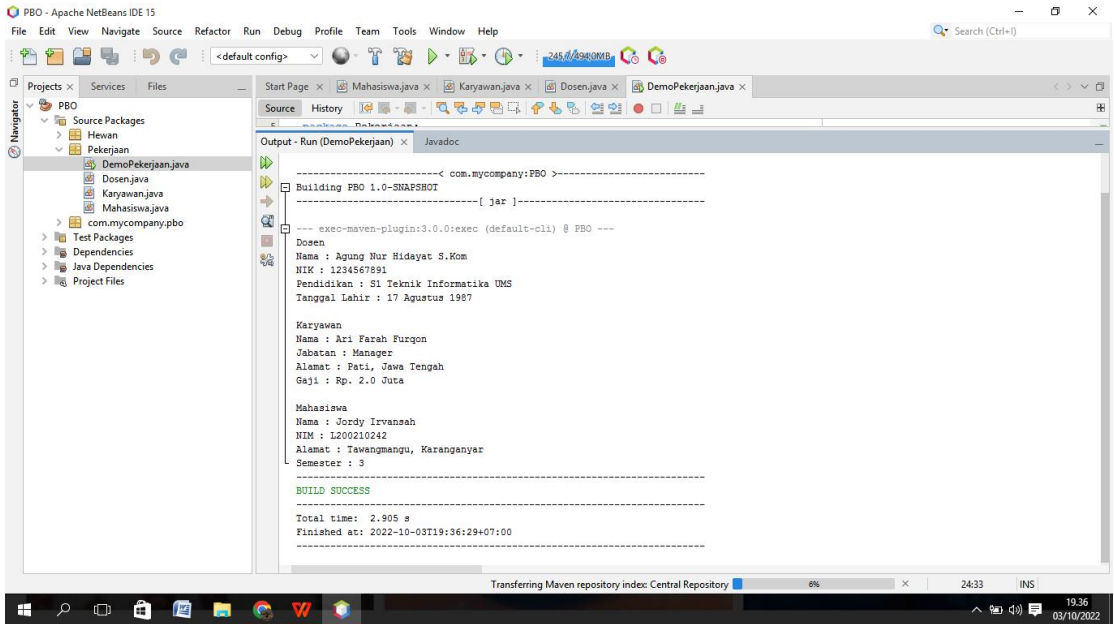 PBO - Apache NetBeans IDE 15
File Edit View Navigate Source Refactor Run Debug Profile Team Tools Window Help
Search (Ctrl+I)
<default config>
245,7/494,0MB
Projects Services Files
Start Page Mahasiswa.java Karyawan.java Dosen.java DemoPekerjaan.java
Source History
Navigator
PBO
Source Packages
Hewan
Pekerjaan
DemoPekerjaan.java
Dosen.java
Karyawan.java
Mahasiswa.java
com.mycompany.pbo
Test Packages
Dependencies
Java Dependencies
Project Files
5 package Pekerjaan;
Output - Run (DemoPekerjaan) Javadoc
-------------------------< com.mycompany:PBO >--------------------------
Building PBO 1.0-SNAPSHOT
--------------------------------[ jar ]---------------------------------
--- exec-maven-plugin:3.0.0:exec (default-cli) @ PBO ---
Dosen
Nama : Agung Nur Hidayat S.Kom
NIK : 1234567891
Pendidikan : S1 Teknik Informatika UMS
Tanggal Lahir : 17 Agustus 1987
Karyawan
Nama : Ari Farah Furqon
Jabatan : Manager
Alamat : Pati, Jawa Tengah
Gaji : Rp. 2.0 Juta
Mahasiswa
Nama : Jordy Irvansah
NIM : L200210242
Alamat : Tawangmangu, Karanganyar
Semester : 3
------------------------------------------------------------------------
BUILD SUCCESS
------------------------------------------------------------------------
Total time: 2.905 s
Finished at: 2022-10-03T19:36:29+07:00
------------------------------------------------------------------------
Transferring Maven repository index: Central Repository 6% 24:33 INS
19.36
03/10/2022